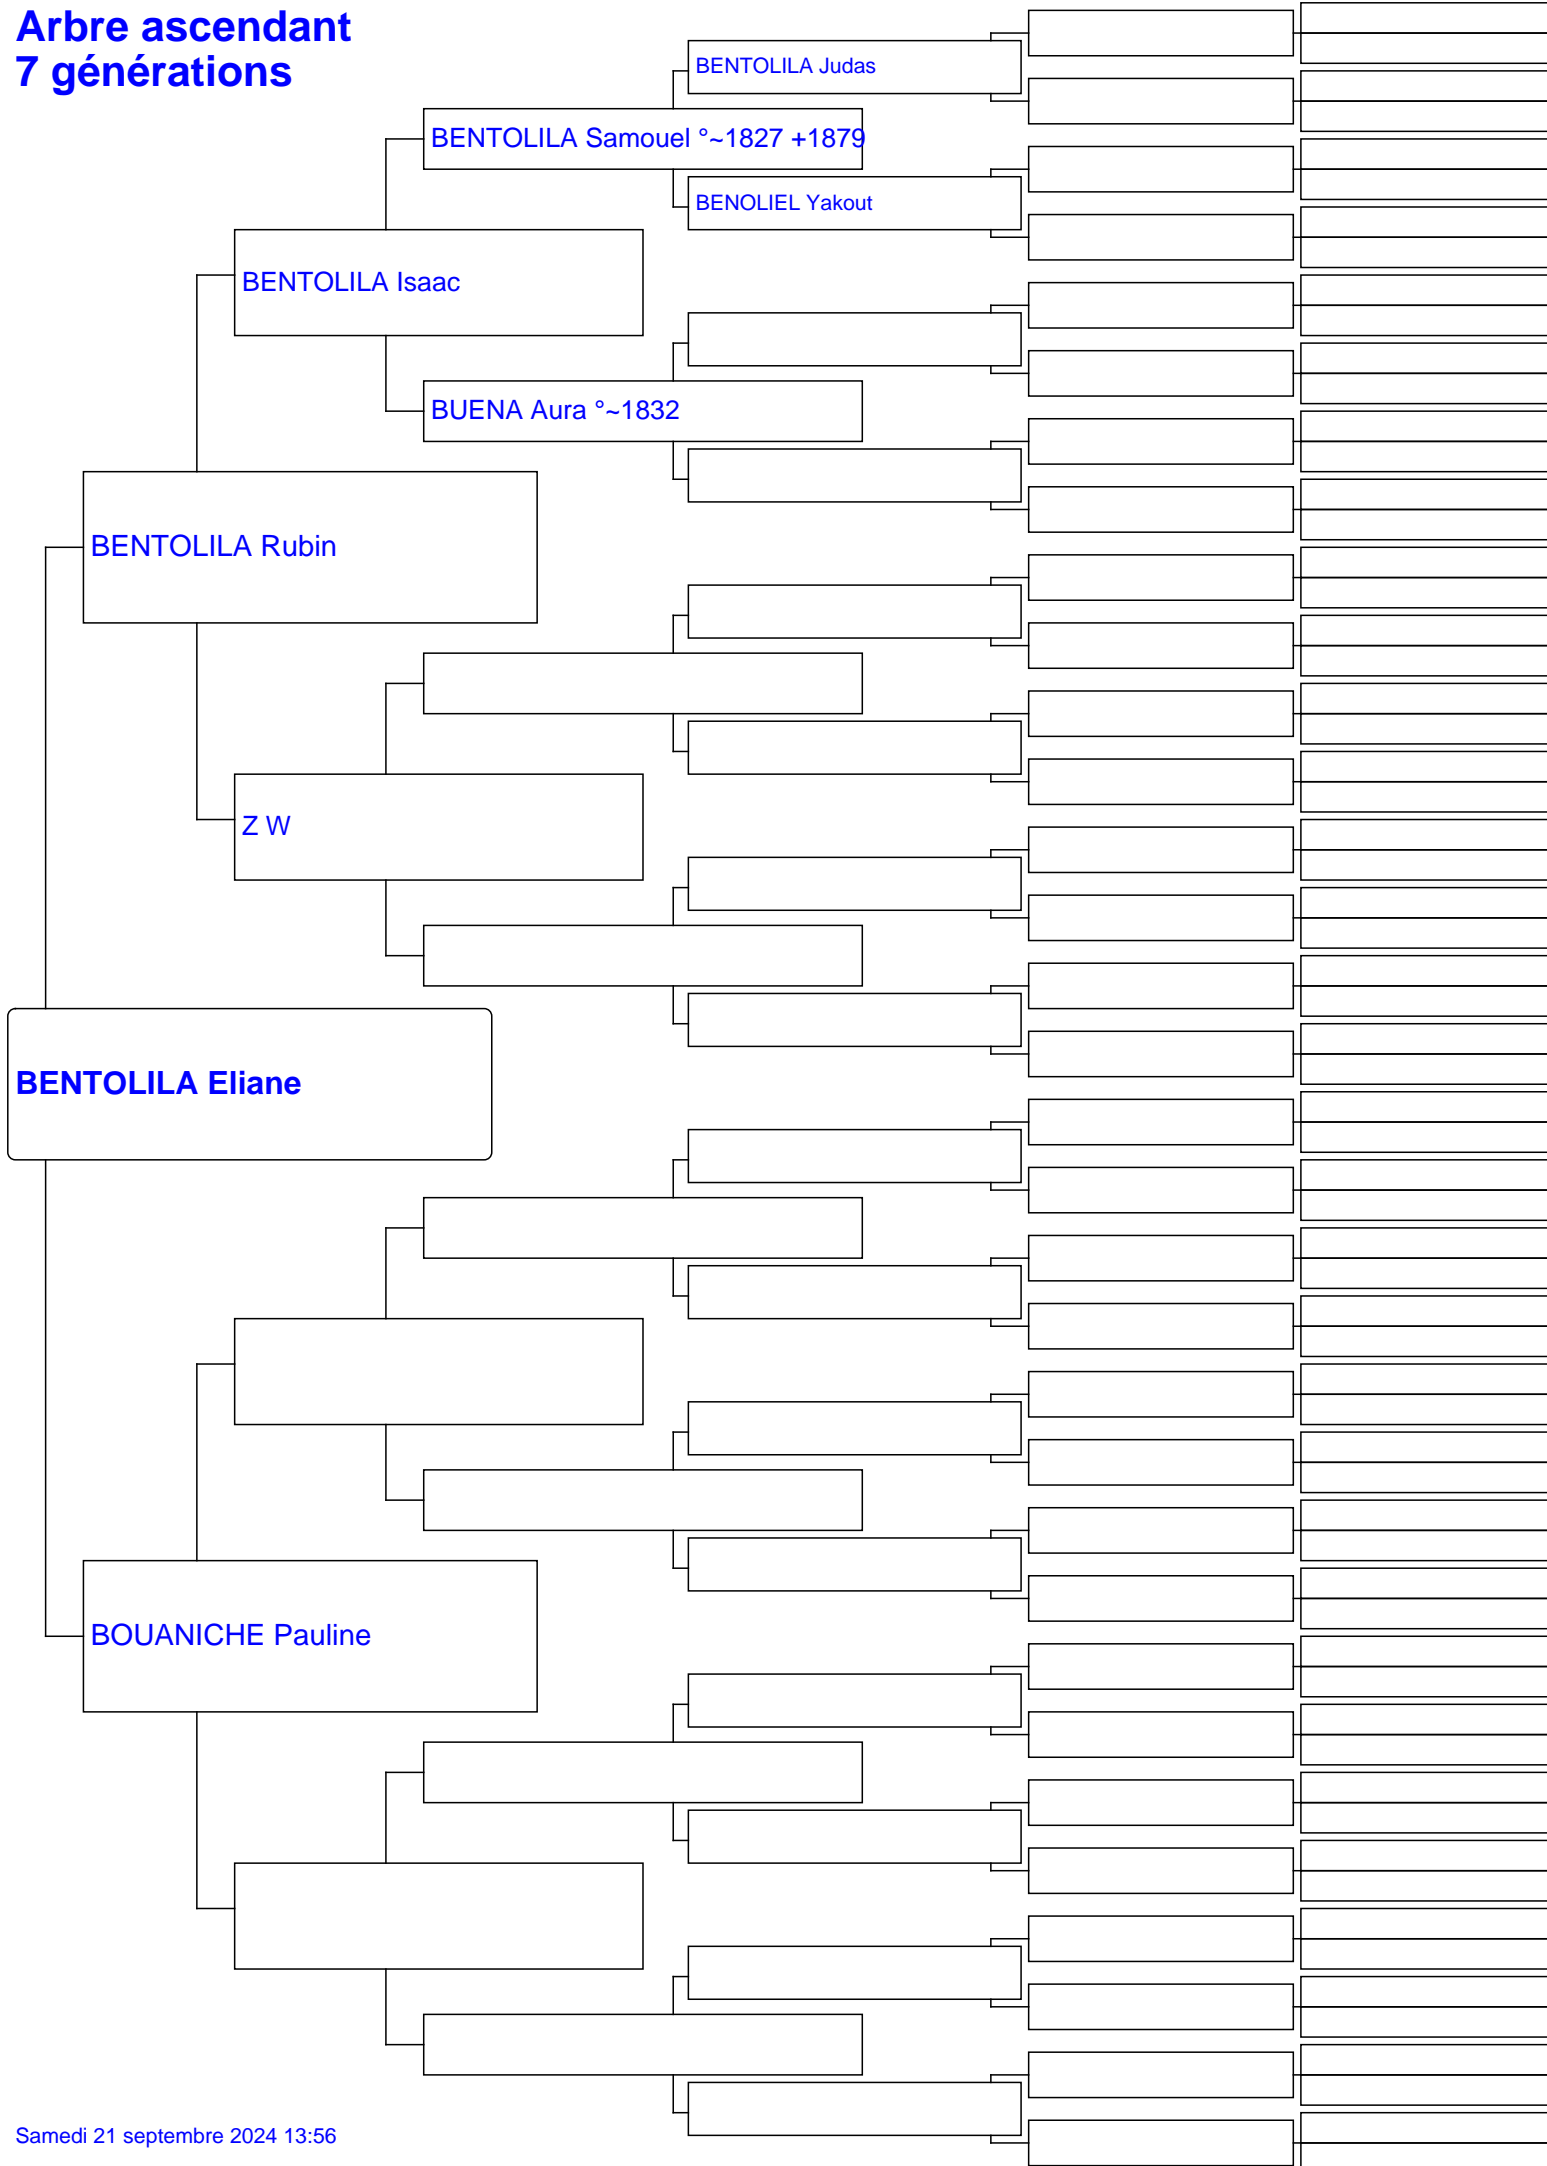 Arbre ascendant
7 générations
BENTOLILA Judas
BENTOLILA Samouel °~1827 +1879
BENOLIEL Yakout
BENTOLILA Isaac
BUENA Aura °~1832
BENTOLILA Rubin
Z W
BENTOLILA Eliane
BOUANICHE Pauline
Samedi 21 septembre 2024 13:56